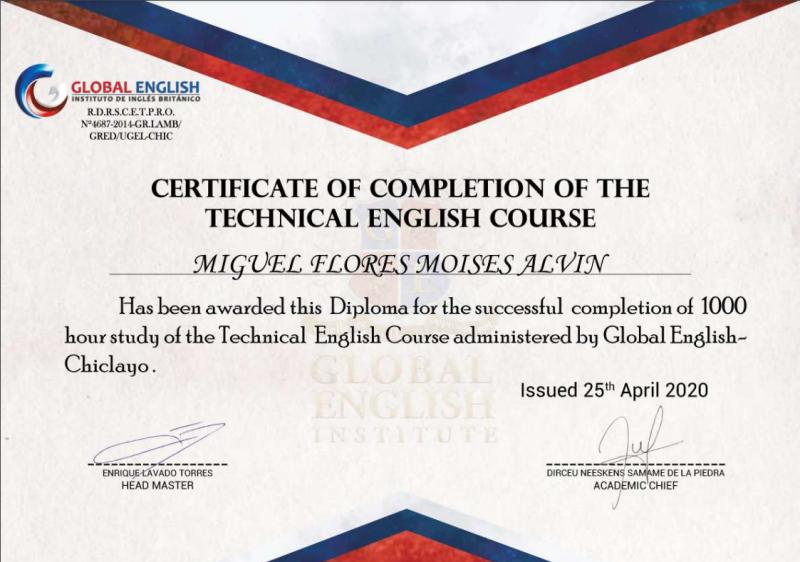 GLOBAL ENGLISH
INSTITUTO DE INGLÉS BRITÁNICO
R.D.R.S.C.E.T.P.R.O.
Nº4687-2014-GR.LAMB/
GRED/UGEL-CHIC
CERTIFICATE OF COMPLETION OF THE
TECHNICAL ENGLISH COURSE
MIGUEL FLORES MOISES ALVIN
Has been awarded this Diploma for the successful completion of 1000
hour study of the Technical English Course administered by Global English-
Chiclayo.
GLOBAL
ENGLISH
INSTITUTE
Issued 25th April 2020
ENRIQUE LAVADO TORRES
HEAD MASTER
DIRCEU NEESKENS SAMAME DE LA PIEDRA
ACADEMIC CHIEF